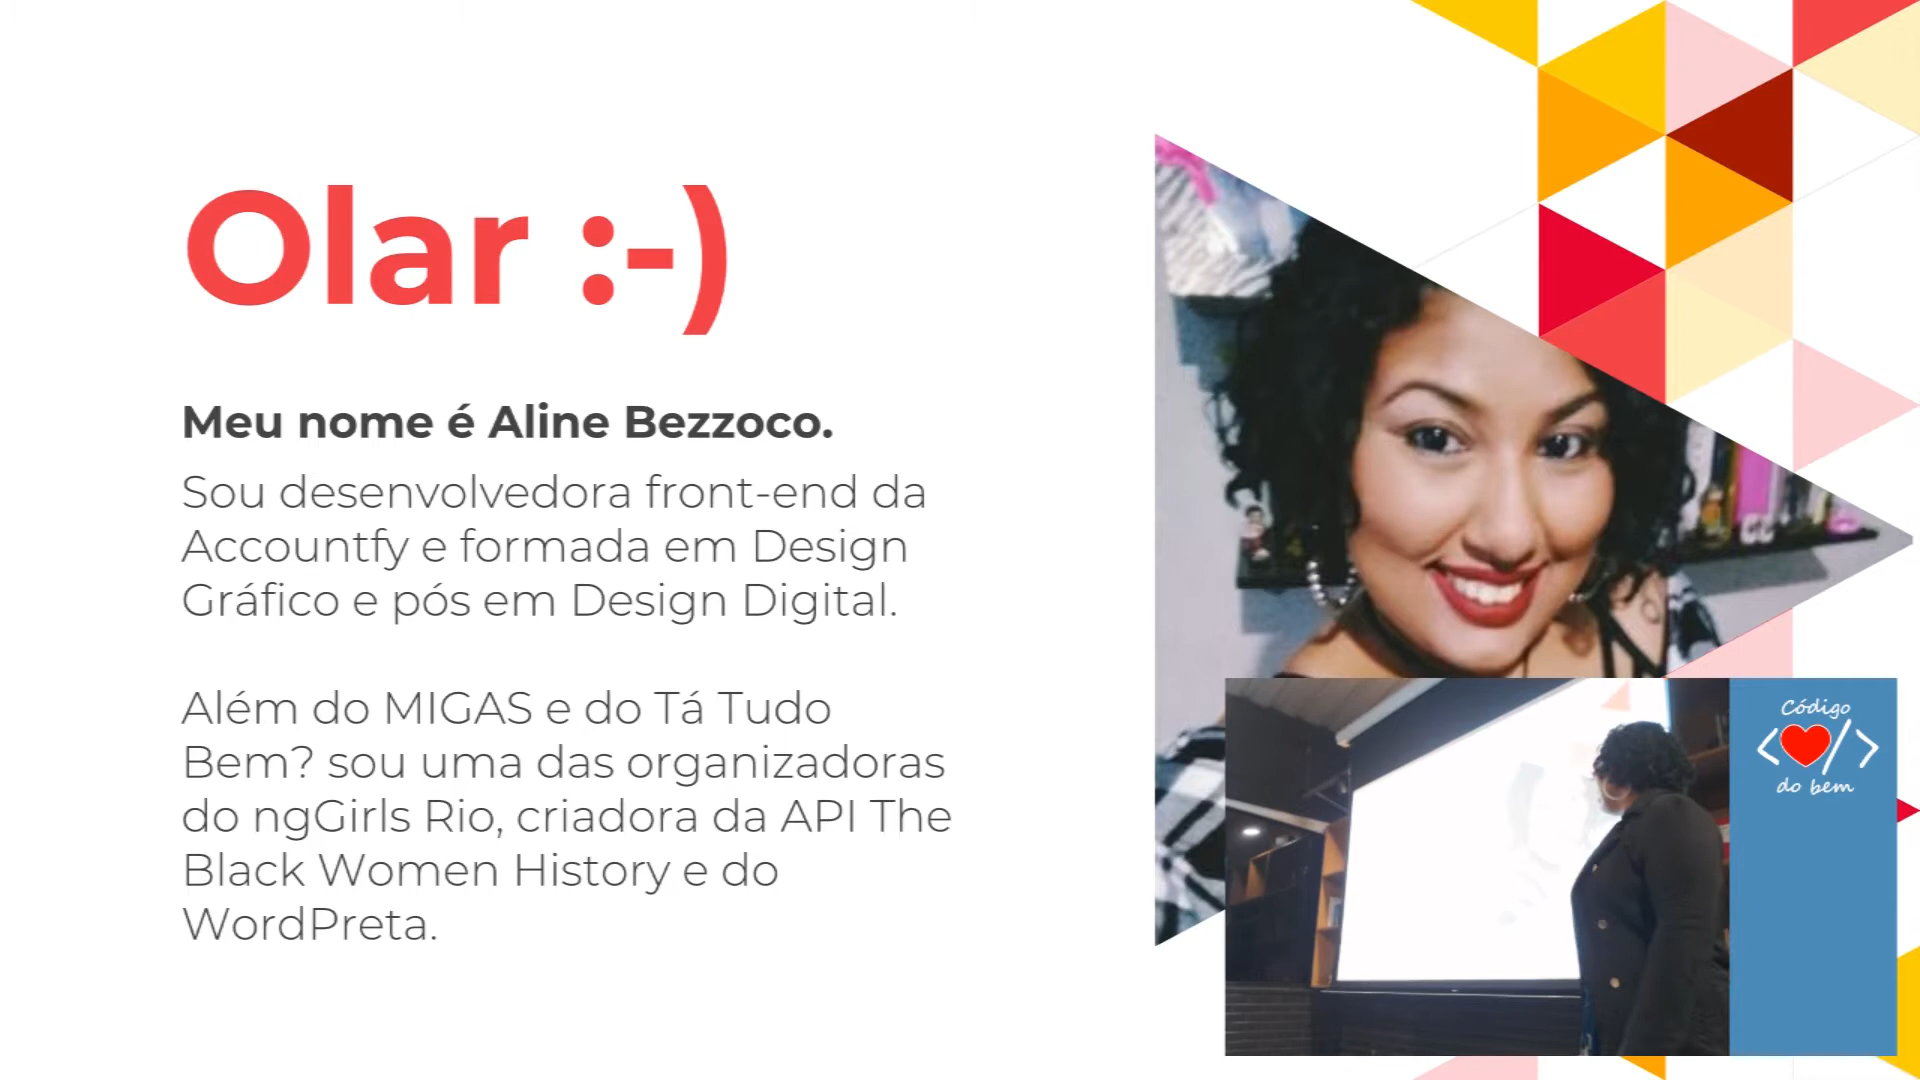 Olar :-)
Meu nome é Aline Bezzoco.
Sou desenvolvedora front-end da
Accountfy e formada em Design
Gráfico e pós em Design Digital.
Além do MIGAS e do Tá Tudo
Bem? sou uma das organizadoras
do ngGirls Rio, criadora da API The
Black Women History e do
WordPreta.
Código
< />
do bem